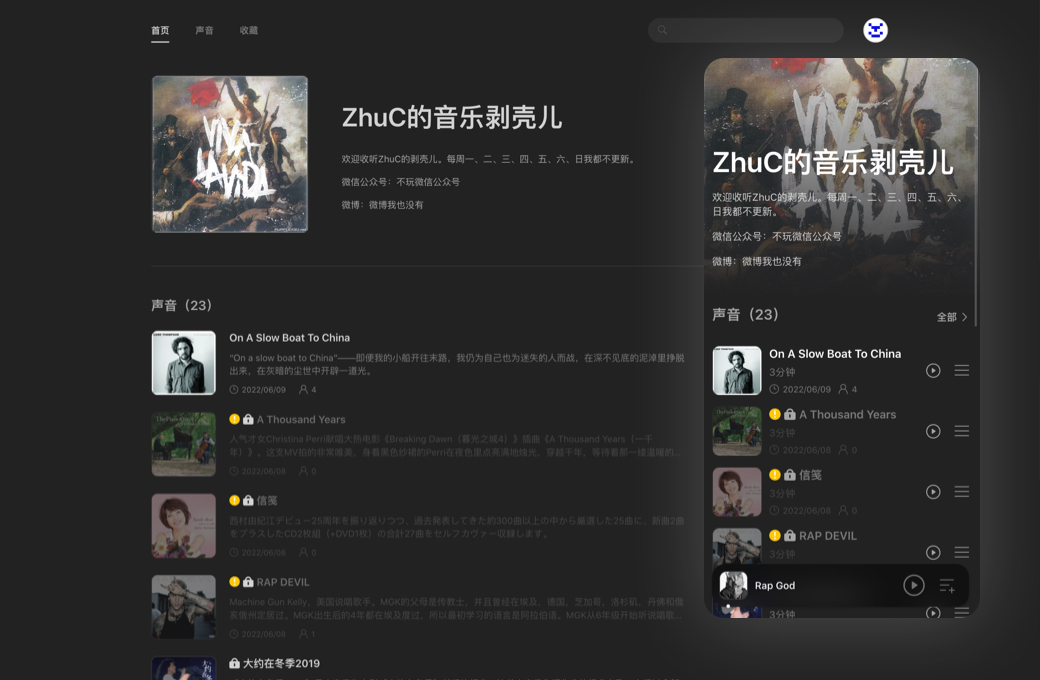 首页
声音
收藏
VIVA
LA VIDA
ZhuC的音乐剥壳儿
欢迎收听ZhuC的剥壳儿。每周一、二、三、四、五、六、日我都不更新。
微信公众号：不玩微信公众号
微博：微博我也没有
声音（23）
On A Slow Boat To China
“On a slow boat to China”——即便我的小船开往末路，我仍为自己也为迷失的人而战，在深不见底的泥淖里挣脱
出来，在灰暗的尘世中开辟一道光。
2022/06/09 4
A Thousand Years
人气才女Christina Perri献唱大热电影《Breaking Dawn（暮光之城4）》插曲《A Thousand Years（一千
年）》，这支MV拍的非常唯美，身着黑色纱裙的Perri在夜色里点亮满地烛光，穿越千年，等待着那一缕温暖的...
2022/06/08 0
信笺
西村由紀江デビュー25周年を振り返りつつ、過去発表してきた約300曲以上の中から厳選した25曲に、新曲2曲
をプラスしたCD2枚組（+DVD1枚）の合計27曲をセルフカヴァー収録します。
2022/06/08 0
RAP DEVIL
Machine Gun Kelly，美国说唱歌手。MGK的父母是传教士，并且曾经在埃及，德国，芝加哥，洛杉矶，丹佛和俄
亥俄州定居过。MGK出生后的4年都在埃及度过，所以最初学习的语言是阿拉伯语。MGK从6年级开始听说唱歌...
2022/06/08 1
大约在冬季2019
ZhuC的音乐剥壳儿
欢迎收听ZhuC的剥壳儿。每周一、二、三、四、五、六、
日我都不更新。
微信公众号：不玩微信公众号
微博：微博我也没有
声音（23）
全部
On A Slow Boat To China
3分钟
2022/06/09 4
A Thousand Years
3分钟
2022/06/08 0
信笺
3分钟
2022/06/08 0
RAP DEVIL
3分钟
Rap God
3分钟